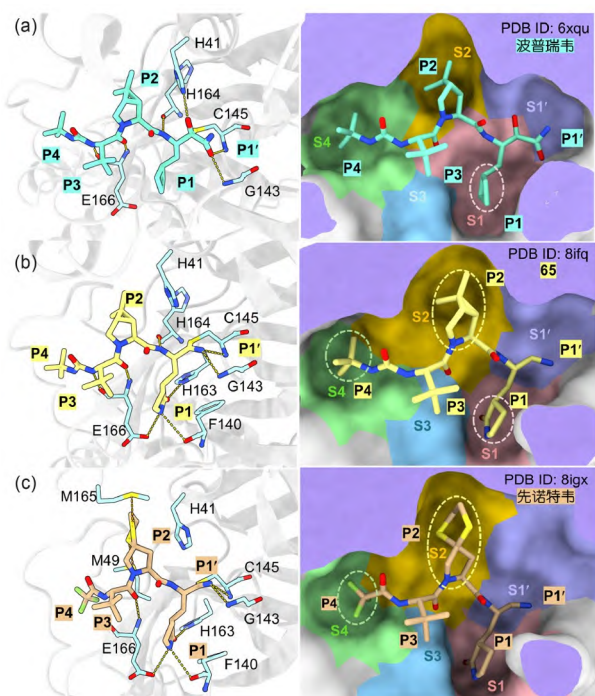 (a)
H41
P2
H164
C145
P4
P1'
P3
P1
E166
G143
PDB ID: 6xqu
波普瑞韦
P2
S2
S1'
S4
P4
P1'
P3
S3
S1
P1
(b)
H41
P2
C145
H164
P4
P1'
H163
G143
P3
P1
E166
F140
PDB ID: 8ifq
65
P2
S2
S1'
P1'
P4
S4
P3
P1
S3
S1
(c)
M165
H41
M49
P1'
C145
P4
G143
P3
H163
E166
P1
F140
PDB ID: 8igx
先诺特韦
P2
S2
P4
S1'
P1'
S4
P3
P1
S3
S1